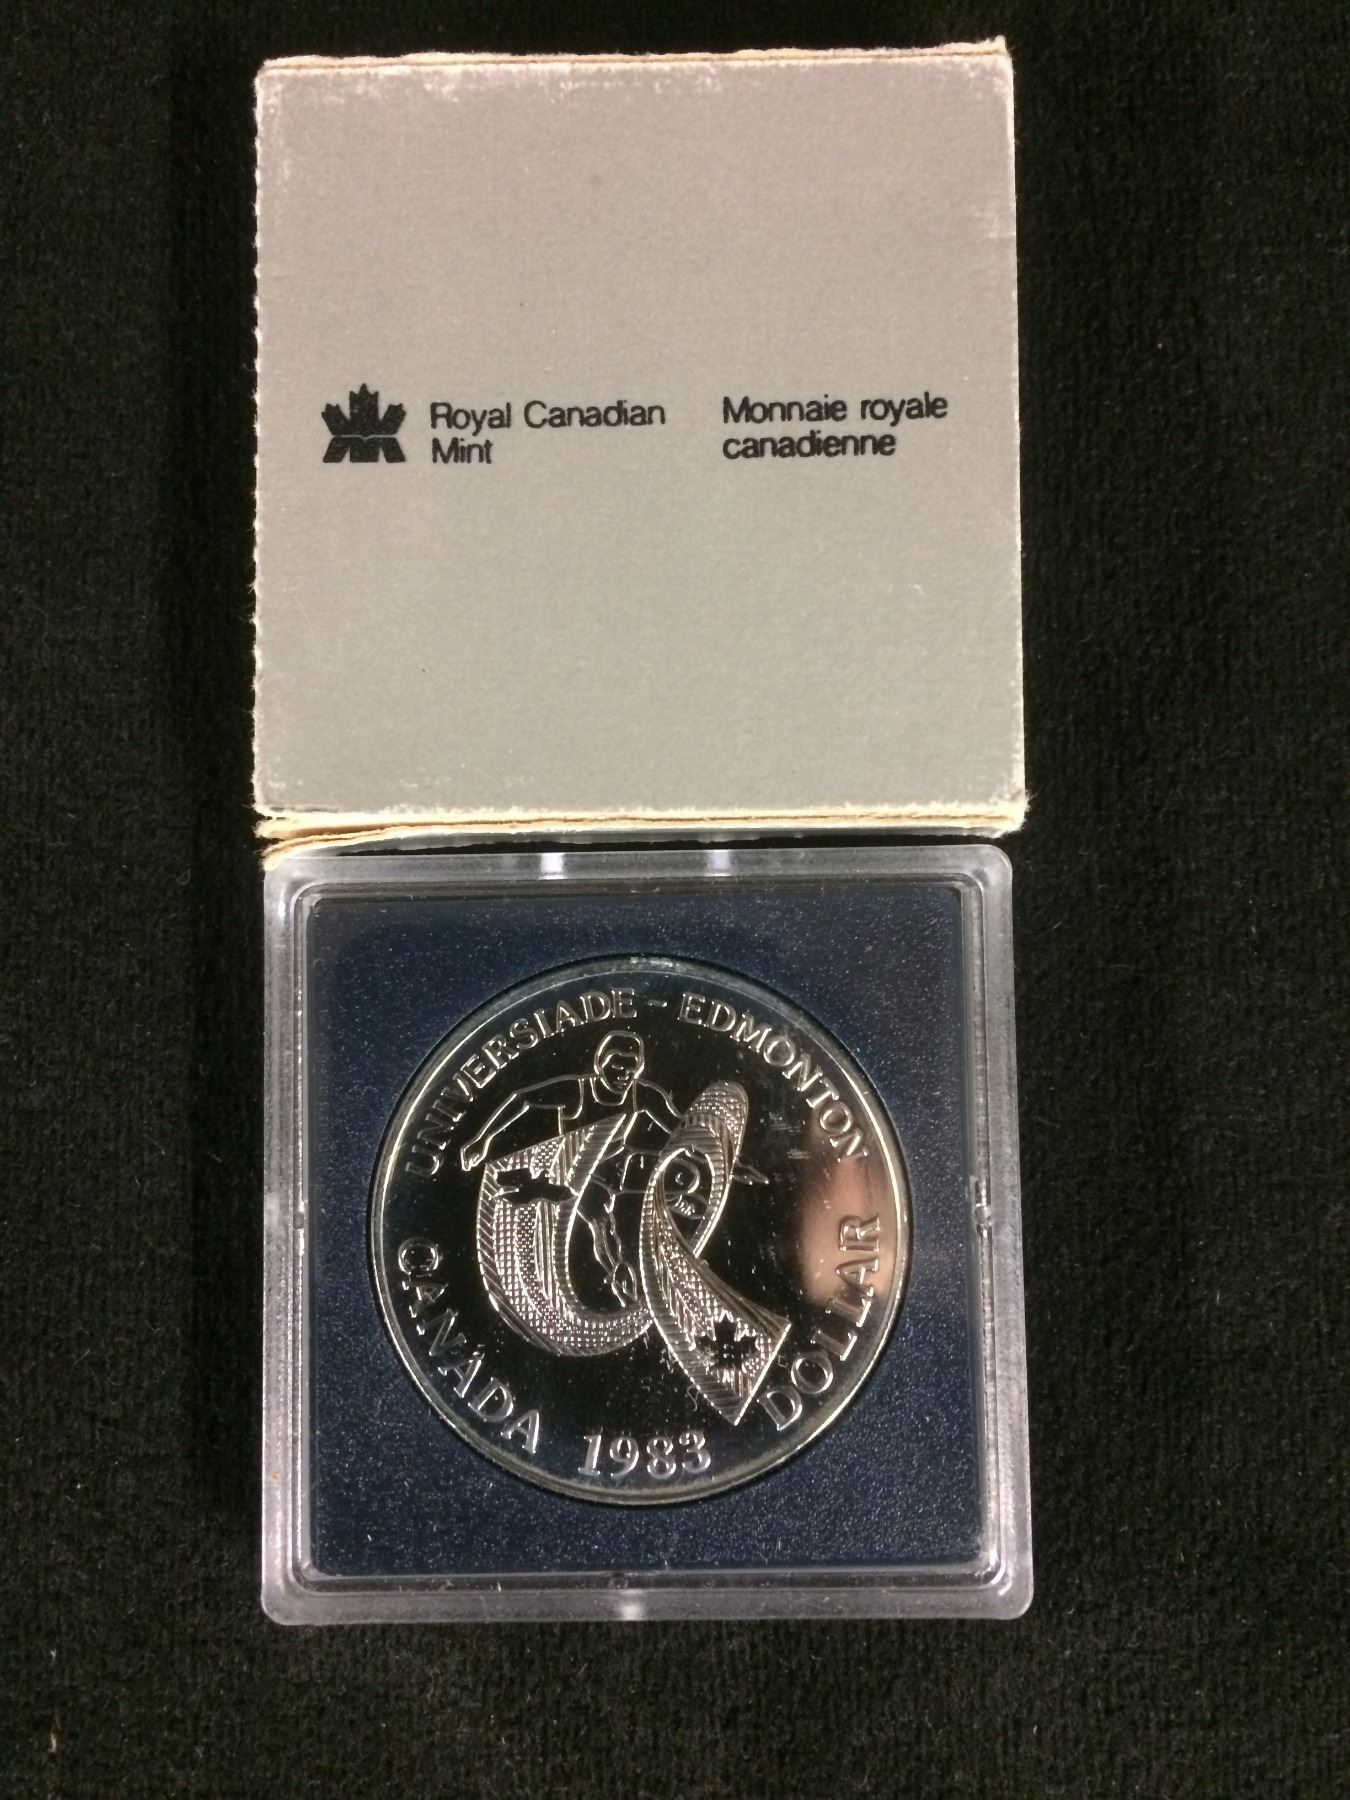 Royal Canadian
Mint
Monnaie royale
canadienne
UNIVERSIADE - EDMONTON
CANADA 1983 DOLLAR